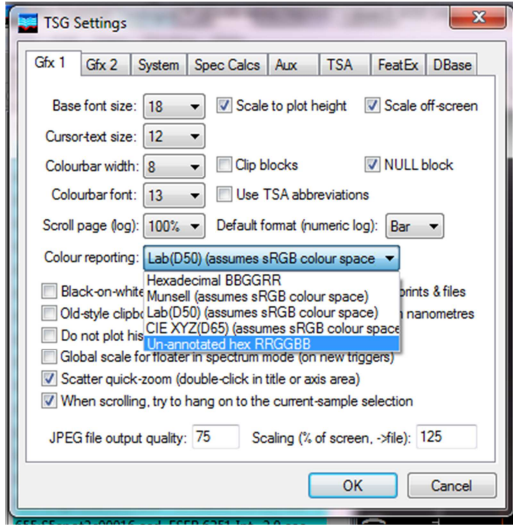 TSG Settings
Gfx 1 Gfx 2 System Spec Calcs Aux TSA FeatEx DBase
Base font size: 18 Scale to plot height Scale off-screen
Cursor-text size: 12
Colourbar width: 8 Clip blocks NULL block
Colourbar font: 13 Use TSA abbreviations
Scroll page (log): 100% Default format (numeric log): Bar
Colour reporting: Lab(D50) (assumes sRGB colour space
Hexadecimal BBGGRR
Black-on-white Munsell (assumes sRGB colour space) prints & files
Lab(D50) (assumes sRGB colour space)
Old-style clipbo CIE XYZ(D65) (assumes sRGB colour space nanometres
Do not plot his Un-annotated hex RRGGBB
Global scale for floater in spectrum mode (on new triggers)
Scatter quick-zoom (double-click in title or axis area)
When scrolling, try to hang on to the current-sample selection
JPEG file output quality: 75 Scaling (% of screen, ->file): 125
OK Cancel